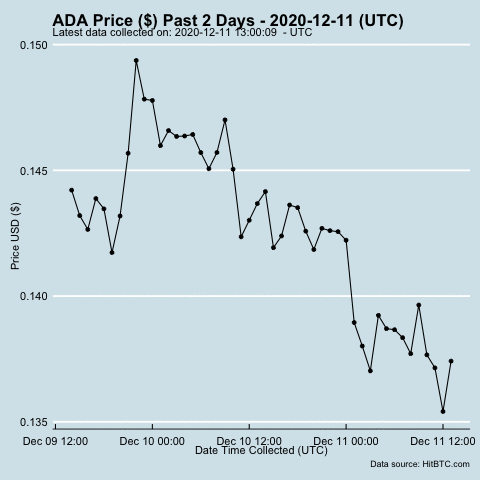 ADA Price ($) Past 2 Days - 2020-12-11 (UTC)
Latest data collected on: 2020-12-11 13:00:09  - UTC
0.150
0.145
0.140
0.135
Price USD ($)
Dec 09 12:00 Dec 10 00:00 Dec 10 12:00 Dec 11 00:00 Dec 11 12:00
Date Time Collected (UTC)
Data source: HitBTC.com